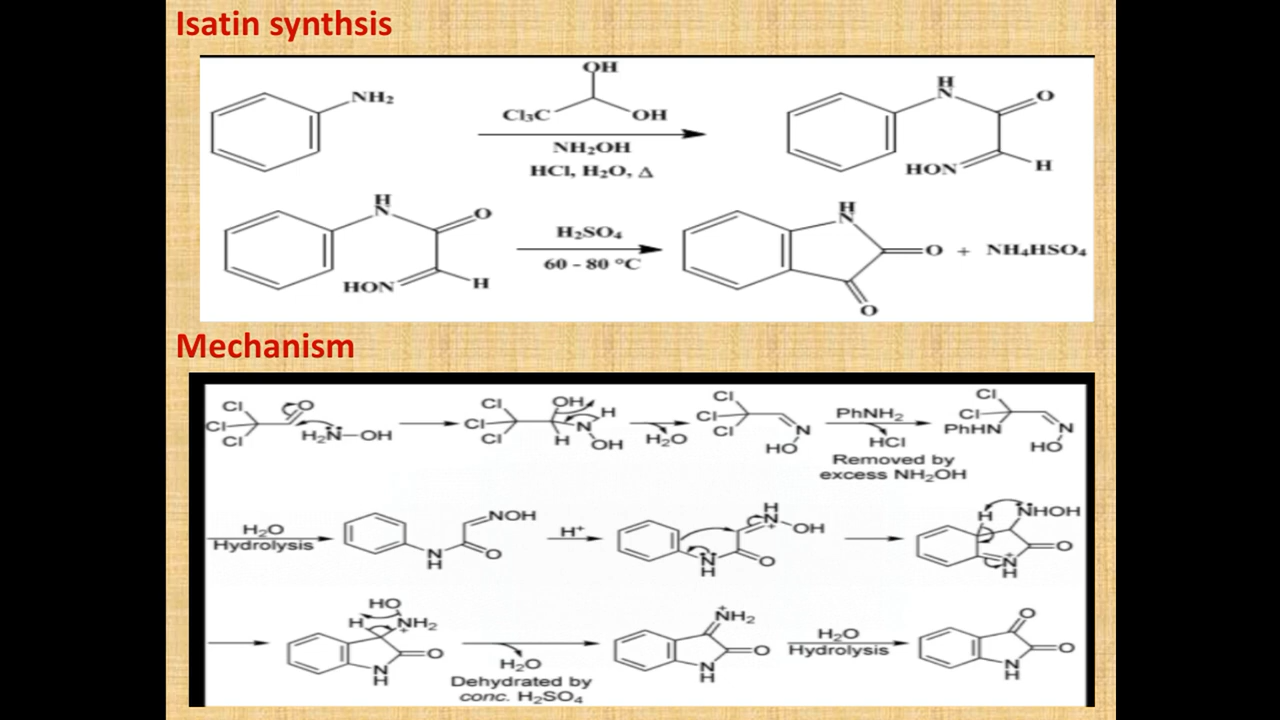 Isatin synthsis
NH₂
OH
Cl₃C
OH
NH₂OH
HCl, H₂O, Δ
H
N
O
HON
H
H
N
O
HON
H
H₂SO₄
60 - 80 °C
H
N
O
O
+ NH₄HSO₄
Mechanism
Cl
Cl
Cl
O
H₂N̈—OH
Cl
Cl
Cl
OH
H
H
N
OH
H₂O
Cl
Cl
Cl
N
HO
PhNH₂
HCl
Removed by
excess NH₂OH
Cl
Cl
PhNH
N
HO
H₂O
Hydrolysis
NOH
N
H
O
H⁺
H
N
+
OH
N
H
O
H
N̈HOH
O
N
+
H
HO
H
NH₂
+
O
N
H
H₂O
Dehydrated by
conc. H₂SO₄
+
NH₂
O
N
H
H₂O
Hydrolysis
O
O
N
H